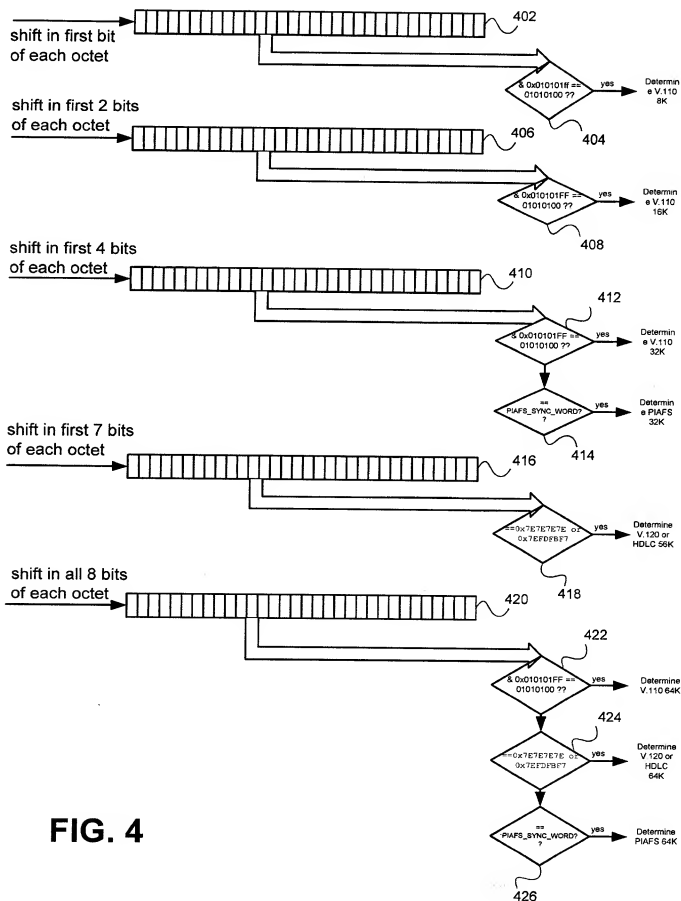 402
shift in first bit
of each octet
& 0x010101ff ==
01010100 ??
yes
Determin
e V.110
8K
404
shift in first 2 bits
of each octet
406
& 0x010101FF ==
01010100 ??
yes
Determin
e V.110
16K
408
shift in first 4 bits
of each octet
410
412
& 0x010101FF ==
01010100 ??
yes
Determin
e V.110
32K
==
PIAFS_SYNC_WORD?
?
yes
Determin
e PIAFS
32K
414
shift in first 7 bits
of each octet
416
==0x7E7E7E7E or
0x7EFDFBF7
yes
Determine
V.120 or
HDLC 56K
418
shift in all 8 bits
of each octet
420
422
& 0x010101FF ==
01010100 ??
yes
Determine
V.110 64K
424
==0x7E7E7E7E or
0x7EFDFBF7
yes
Determine
V 120 or
HDLC
64K
==
PIAFS_SYNC_WORD?
?
yes
Determine
PIAFS 64K
426
FIG. 4